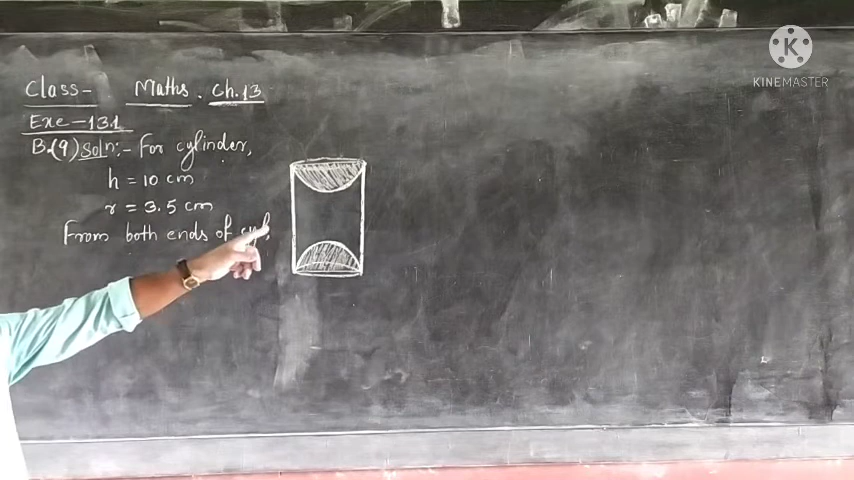 Class- Maths. Ch.13
Exe-13.1
B.(9) Soln:- For cylinder,
h = 10 cm
r = 3.5 cm
From both ends of cyl,
K
KINEMASTER